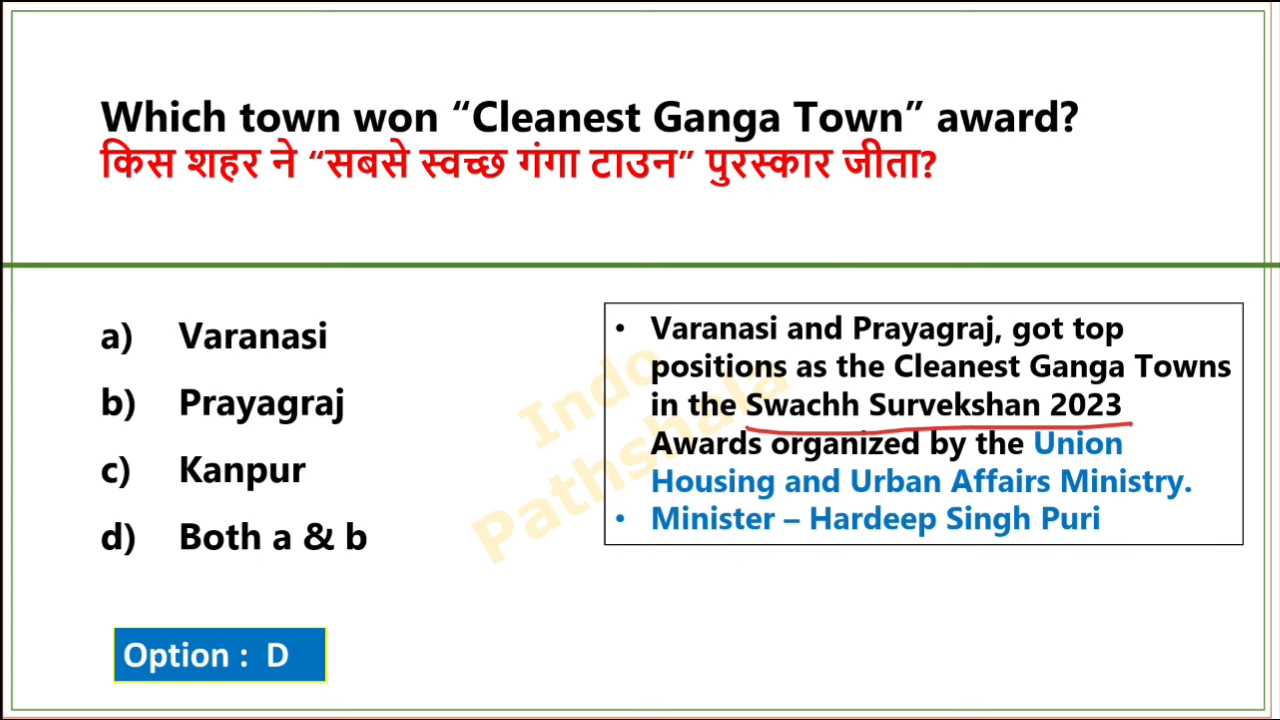 Which town won “Cleanest Ganga Town” award?
किस शहर ने “सबसे स्वच्छ गंगा टाउन” पुरस्कार जीता?
a) Varanasi
b) Prayagraj
c) Kanpur
d) Both a & b
• Varanasi and Prayagraj, got top
positions as the Cleanest Ganga Towns
in the Swachh Survekshan 2023
Awards organized by the Union
Housing and Urban Affairs Ministry.
• Minister – Hardeep Singh Puri
Indo
Pathshala
Option : D